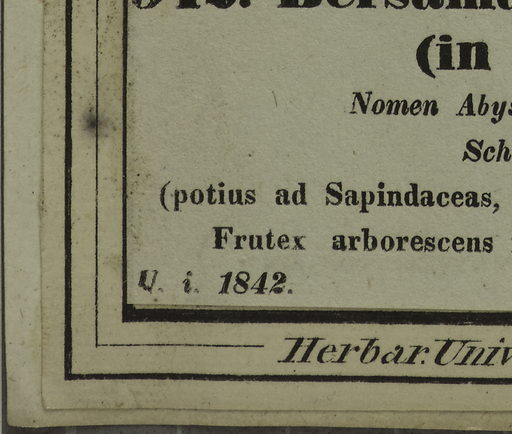 (in
Nomen Abys
Sch
(potius ad Sapindaceas,
Frutex arborescens
U. i. 1842.
Herbar. Univ